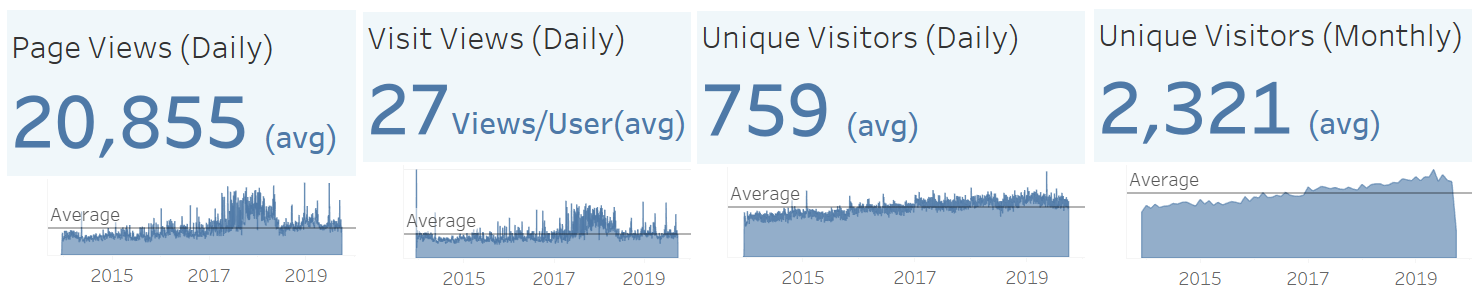 Page Views (Daily)
20,855 (avg)
Average
2015 2017 2019
Visit Views (Daily)
27 Views/User(avg)
Average
2015 2017 2019
Unique Visitors (Daily)
759 (avg)
Average
2015 2017 2019
Unique Visitors (Monthly)
2,321 (avg)
Average
2015 2017 2019